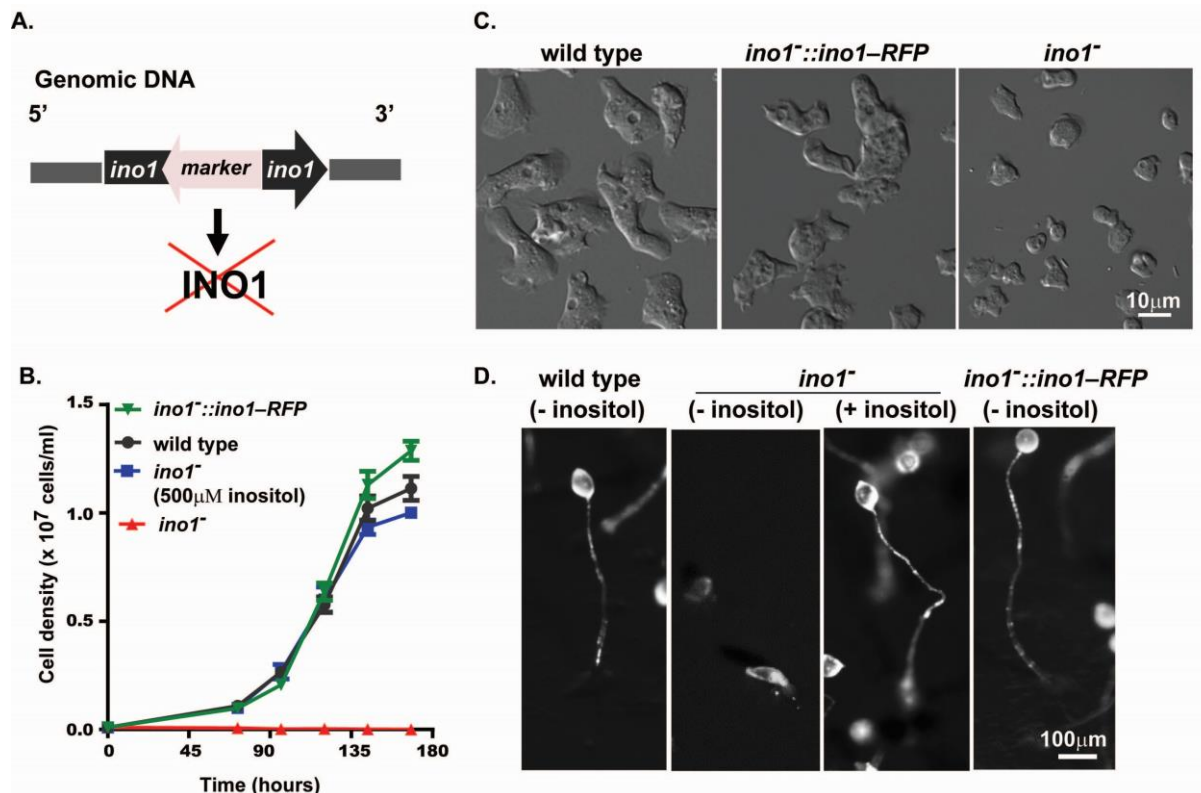 A.
Genomic DNA
5’ 3’
ino1 marker ino1
INO1
B.
1.5
1.0
0.5
0.0
Cell density (x 10⁷ cells/ml)
ino1⁻::ino1–RFP
wild type
ino1⁻
(500μM inositol)
ino1⁻
0 45 90 135 180
Time (hours)
C.
wild type ino1⁻::ino1–RFP ino1⁻
10μm
D.
wild type ino1⁻ ino1⁻::ino1–RFP
(- inositol) (- inositol) (+ inositol) (- inositol)
100μm